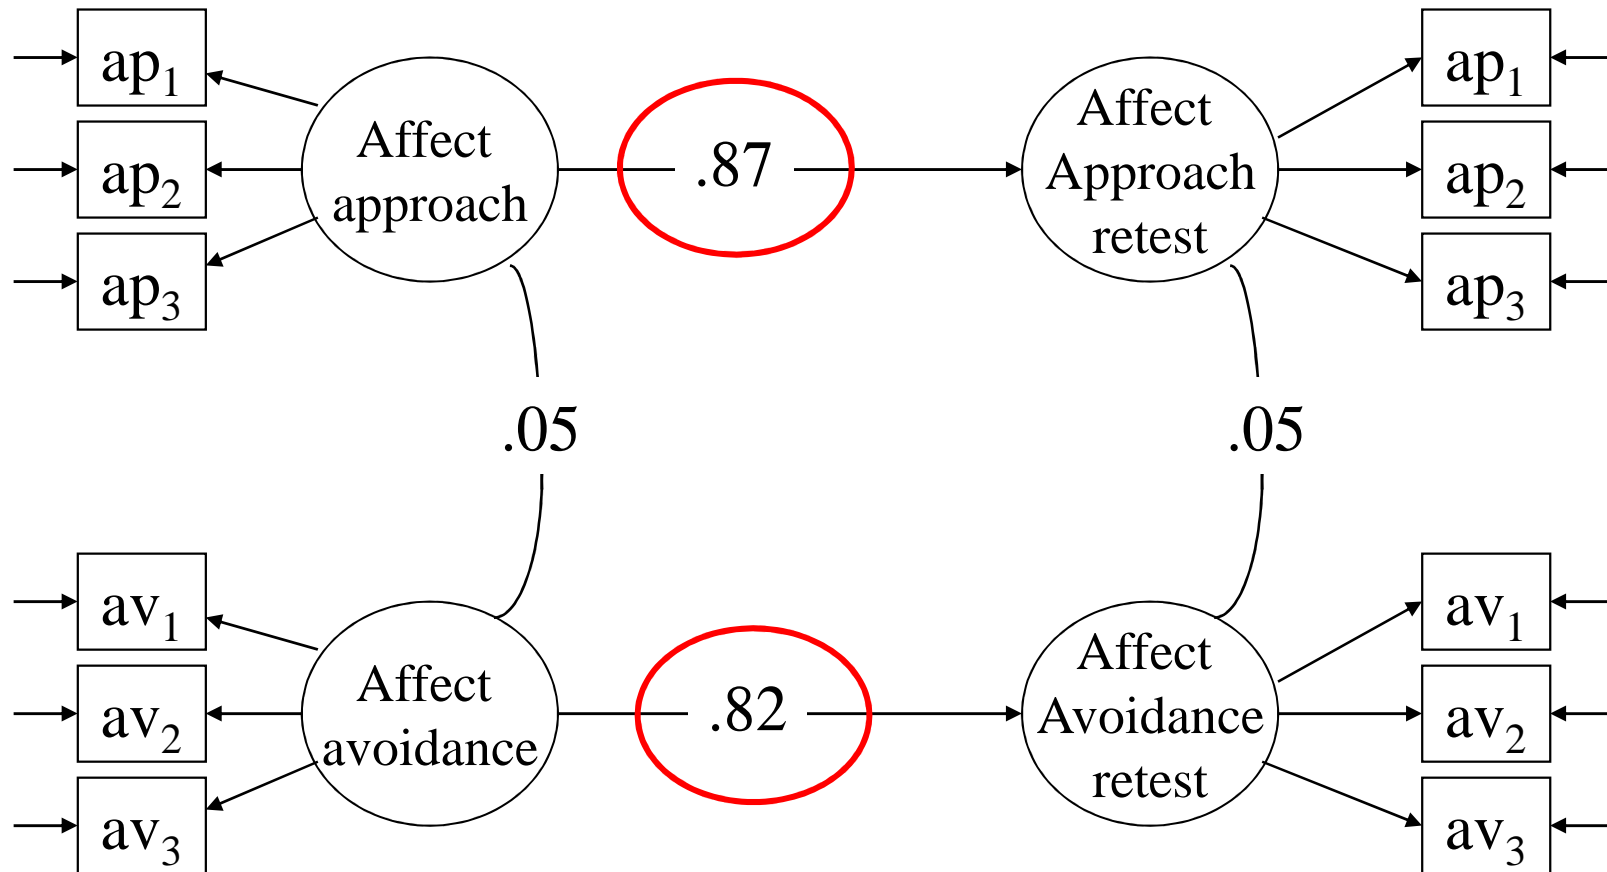 ap₁
ap₂
ap₃
Affect
approach
.87
Affect
Approach
retest
ap₁
ap₂
ap₃
.05
.05
av₁
av₂
av₃
Affect
avoidance
.82
Affect
Avoidance
retest
av₁
av₂
av₃